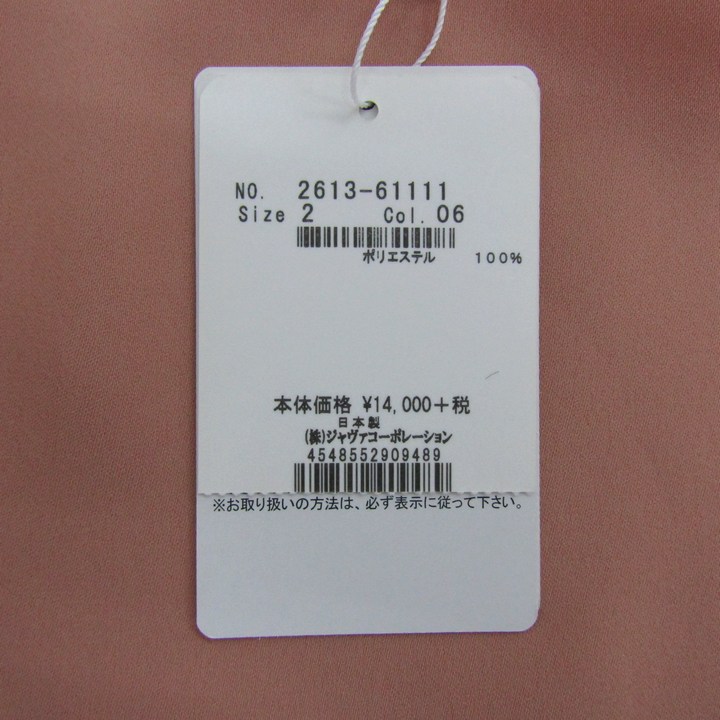 NO. 2613-61111
Size 2 Col. 06
ポリエステル 100%
本体価格 ¥14,000+税
日本製
(株)ジャヴァコーポレーション
4548552909489
※お取り扱いの方法は、必ず表示に従って下さい。